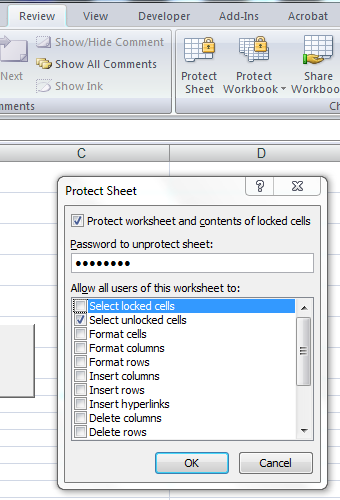 Review View Developer Add-Ins Acrobat
Show/Hide Comment
Next Show All Comments
Show Ink
Protect Sheet
Protect Workbook
Share
mments
C D
Protect Sheet
Protect worksheet and contents of locked cells
Password to unprotect sheet:
••••••••
Allow all users of this worksheet to:
Select locked cells
Select unlocked cells
Format cells
Format columns
Format rows
Insert columns
Insert rows
Insert hyperlinks
Delete columns
Delete rows
OK Cancel